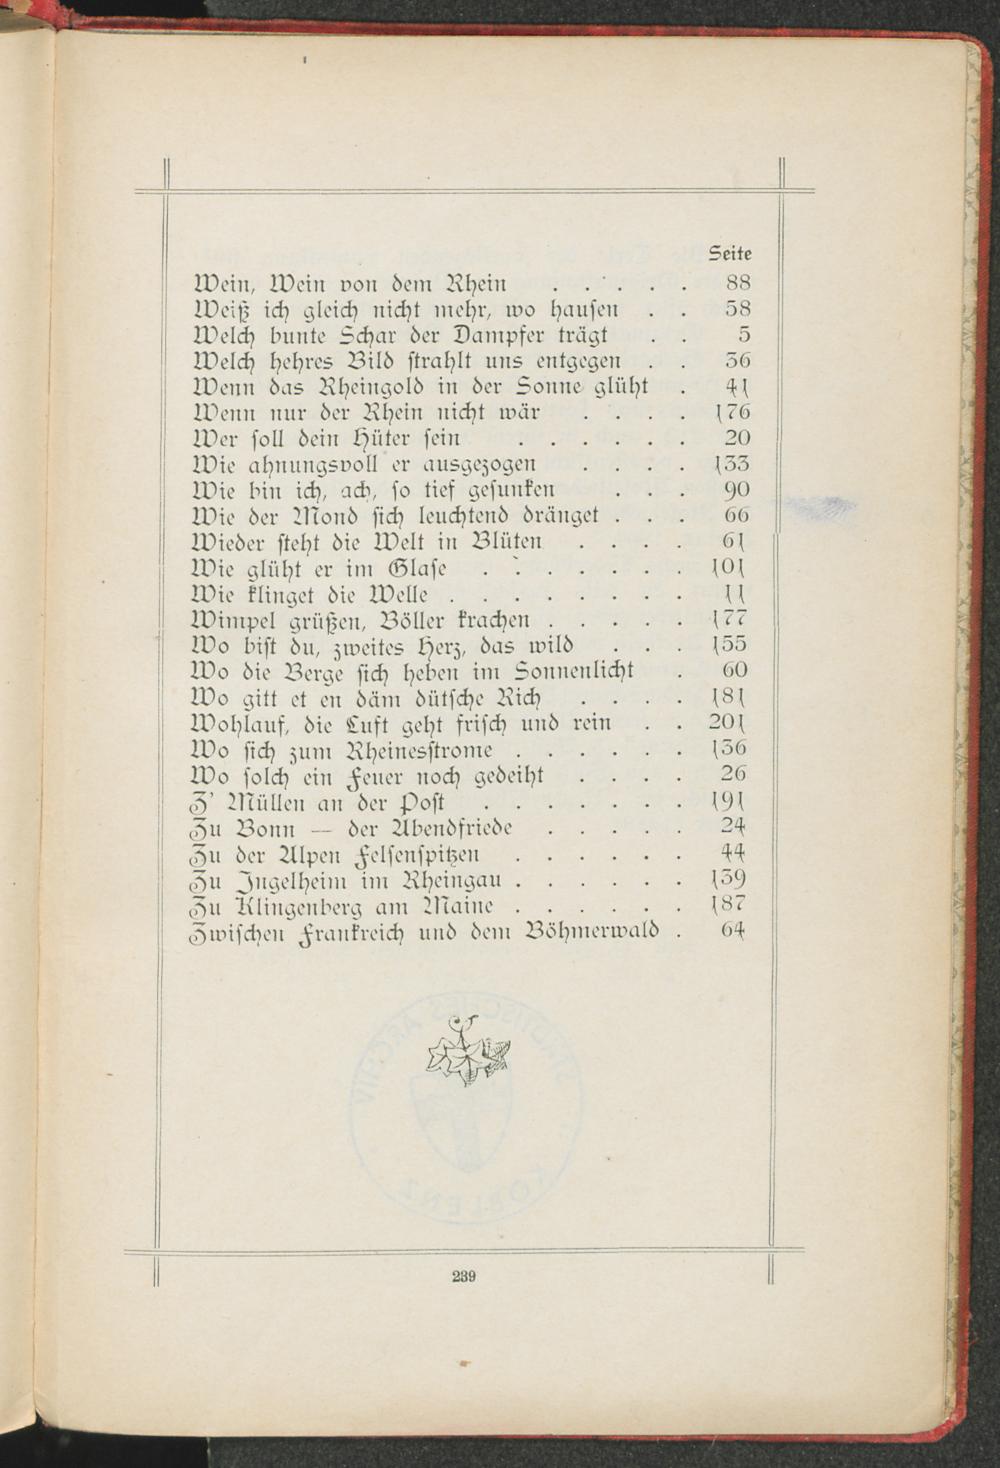 Seite
Wein, Wein von dem Rhein . . . . . 88
Weiß ich gleich nicht mehr, wo hausen . . 58
Welch bunte Schar der Dampfer trägt . . 5
Welch hehres Bild strahlt uns entgegen . . 36
Wenn das Rheingold in der Sonne glüht . 41
Wenn nur der Rhein nicht wär . . . . 176
Wer soll dein Hüter sein . . . . . . 20
Wie ahnungsvoll er ausgezogen . . . . 133
Wie bin ich, ach, so tief gesunken . . . 90
Wie der Mond sich leuchtend dränget . . . 66
Wieder steht die Welt in Blüten . . . . 61
Wie glüht er im Glase . . . . . . . 101
Wie klinget die Welle . . . . . . . . 11
Wimpel grüßen, Böller krachen . . . . . 177
Wo bist du, zweites Herz, das wild . . . 155
Wo die Berge sich heben im Sonnenlicht . 60
Wo gitt et en däm dütsche Rich . . . . 181
Wohlauf, die Luft geht frisch und rein . . 201
Wo sich zum Rheinesstrome . . . . . . 136
Wo solch ein Feuer noch gedeiht . . . . 26
Z' Müllen an der Post . . . . . . . 191
Zu Bonn — der Abendfriede . . . . . 24
Zu der Alpen Felsenspitzen . . . . . . 44
Zu Ingelheim im Rheingau . . . . . . 139
Zu Klingenberg am Maine . . . . . . 187
Zwischen Frankreich und dem Böhmerwald . 64
239